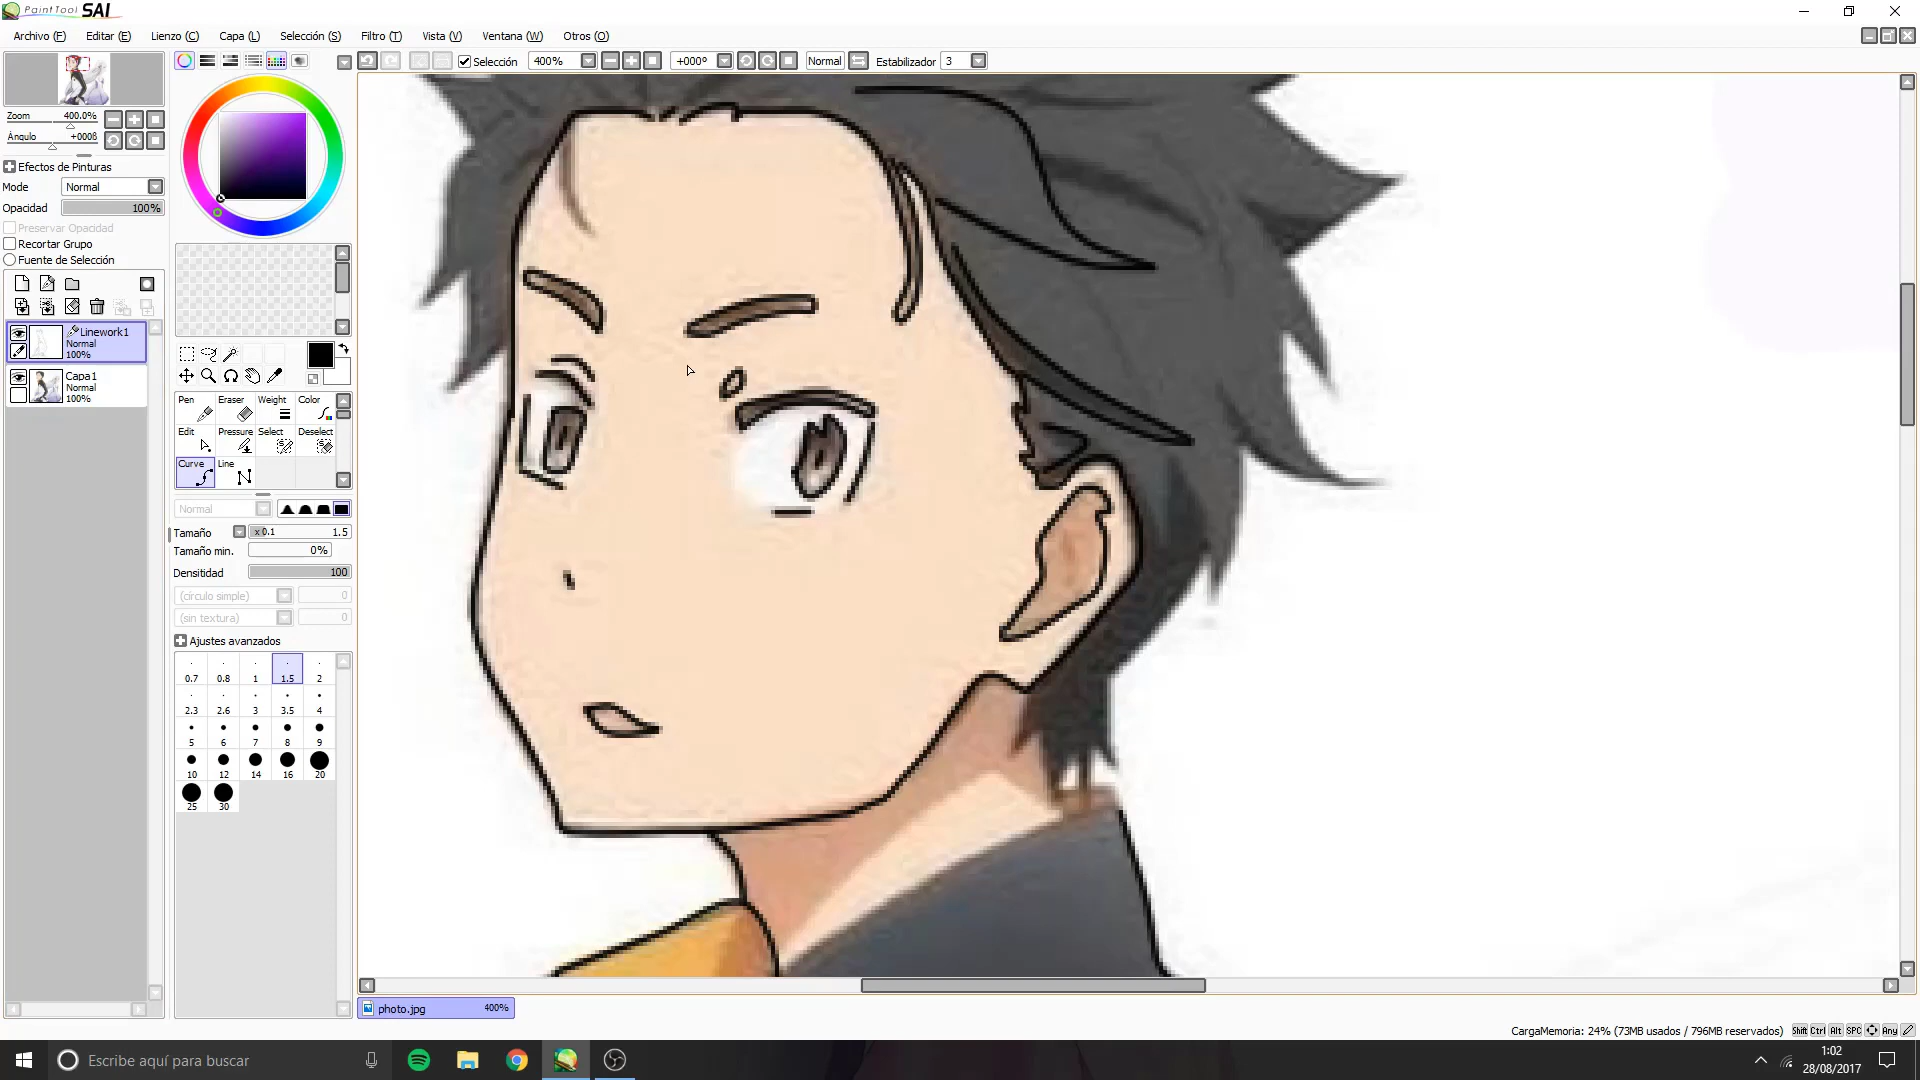 PaintTool SAI
Archivo (F) Editar (E) Lienzo (C) Capa (L) Selección (S) Filtro (T) Vista (V) Ventana (W) Otros (O)
Selección 400% +000º Normal Estabilizador 3
Zoom 400.0%
Ángulo +000ß
Efectos de Pinturas
Mode Normal
Opacidad 100%
Preservar Opacidad
Recortar Grupo
Fuente de Selección
Linework1
Normal
100%
Capa1
Normal
100%
Pen Eraser Weight Color
Edit Pressure Select Deselect
Curve Line
Normal
Tamaño x 0.1 1.5
Tamaño min. 0%
Densitidad 100
(círculo simple) 0
(sin textura) 0
Ajustes avanzados
0.7 0.8 1 1.5 2
2.3 2.6 3 3.5 4
5 6 7 8 9
10 12 14 16 20
25 30
photo.jpg 400%
CargaMemoria: 24% (73MB usados / 796MB reservados) Shift Ctrl Alt SPC Any
Escribe aquí para buscar
1:02
28/08/2017